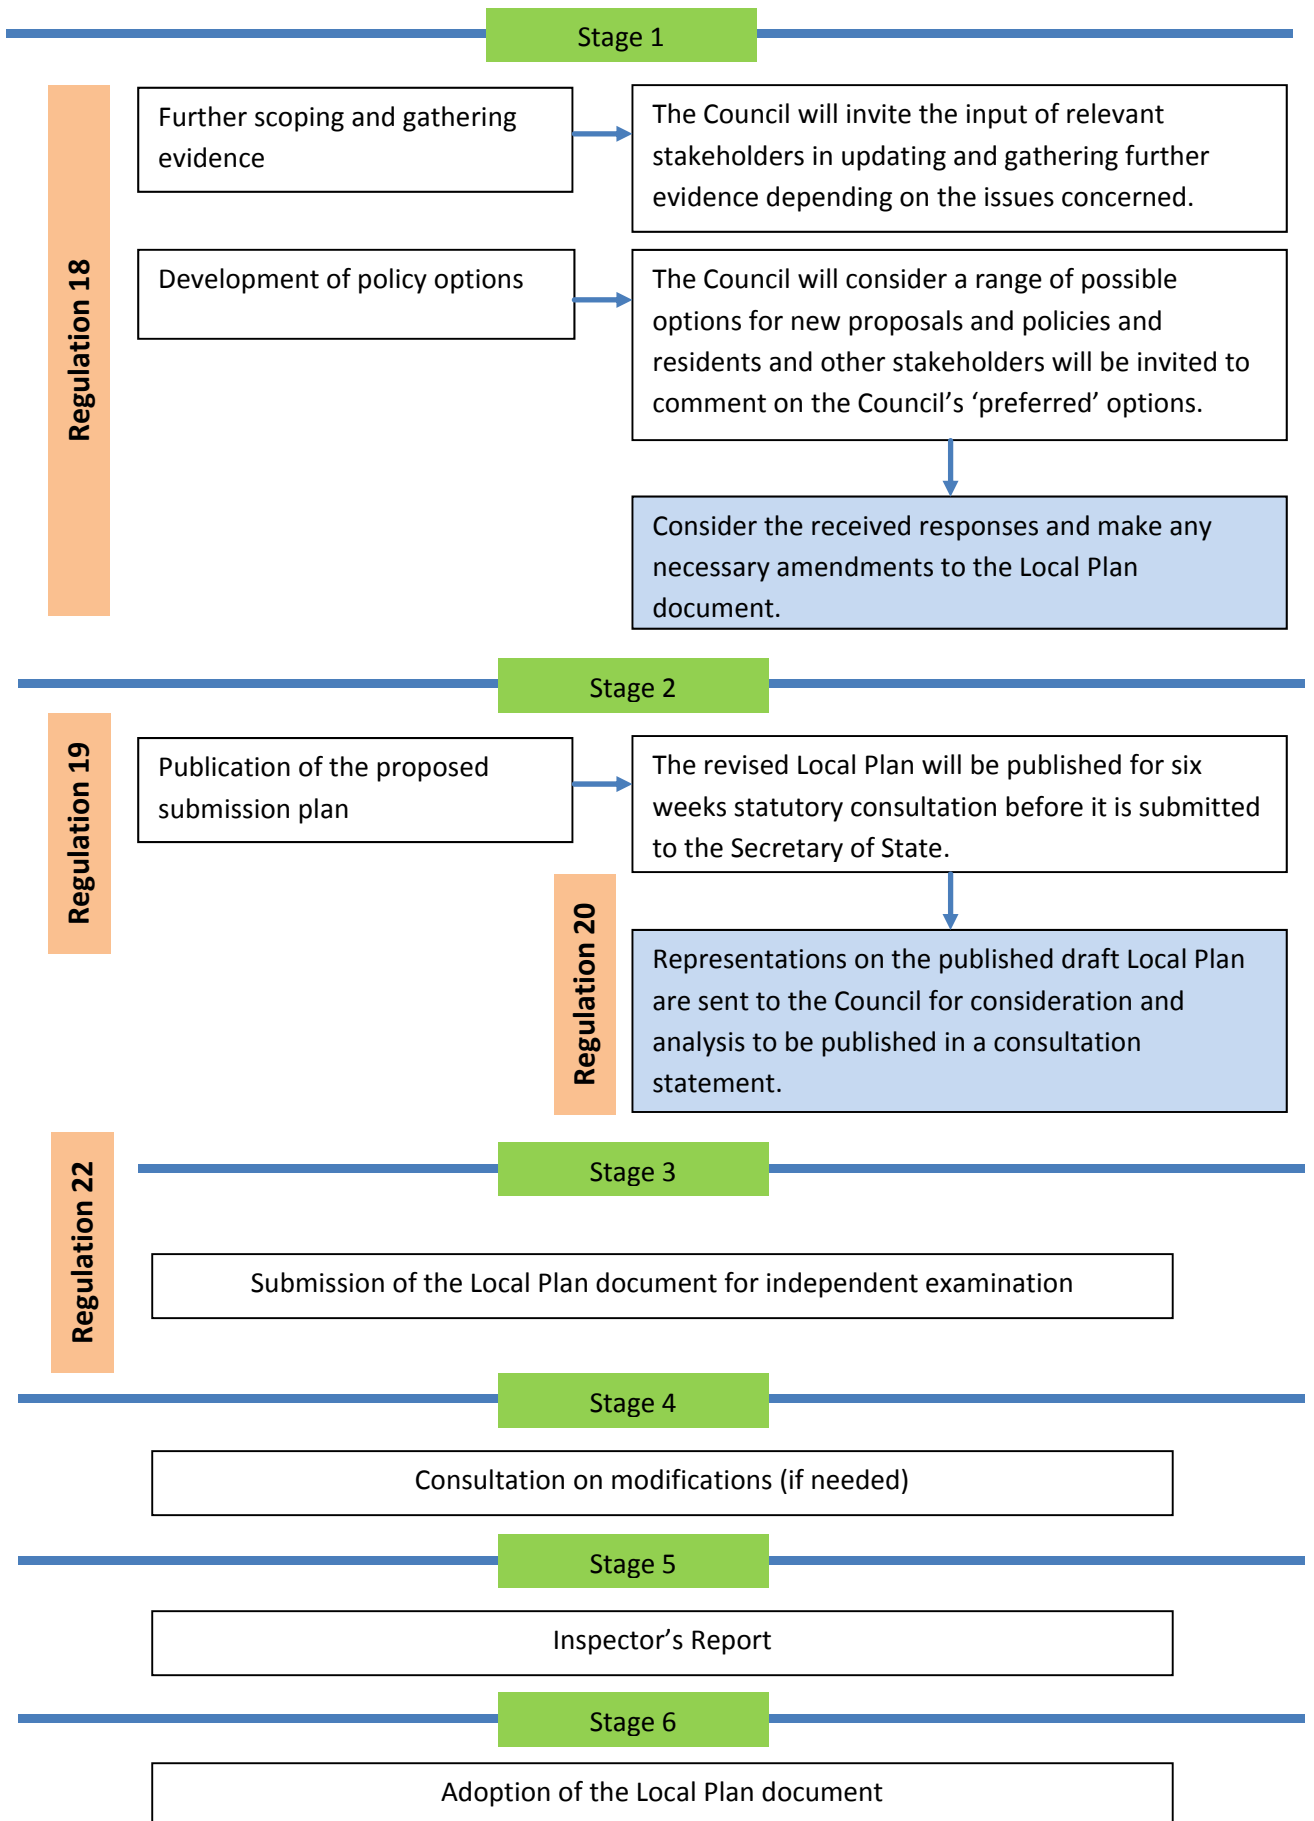 Stage 1
Regulation 18
Further scoping and gathering
evidence
The Council will invite the input of relevant
stakeholders in updating and gathering further
evidence depending on the issues concerned.
Development of policy options
The Council will consider a range of possible
options for new proposals and policies and
residents and other stakeholders will be invited to
comment on the Council’s ‘preferred’ options.
Consider the received responses and make any
necessary amendments to the Local Plan
document.
Stage 2
Regulation 19
Publication of the proposed
submission plan
The revised Local Plan will be published for six
weeks statutory consultation before it is submitted
to the Secretary of State.
Regulation 20
Representations on the published draft Local Plan
are sent to the Council for consideration and
analysis to be published in a consultation
statement.
Regulation 22
Stage 3
Submission of the Local Plan document for independent examination
Stage 4
Consultation on modifications (if needed)
Stage 5
Inspector’s Report
Stage 6
Adoption of the Local Plan document